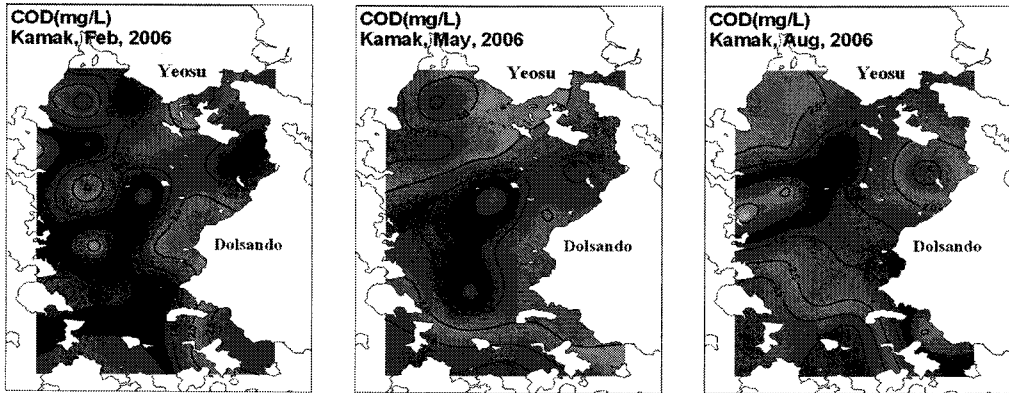 COD(mg/L)
Kamak, Feb, 2006
Yeosu
Dolsando
COD(mg/L)
Kamak, May, 2006
Yeosu
Dolsando
COD(mg/L)
Kamak, Aug, 2006
Yeosu
Dolsando